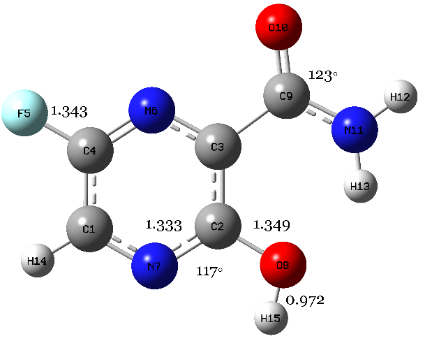 O10
123°
C9
H12
F5
1.343
N6
N11
C4
C3
H13
1.333
1.349
C1
C2
117°
H14
N7
O8
0.972
H15